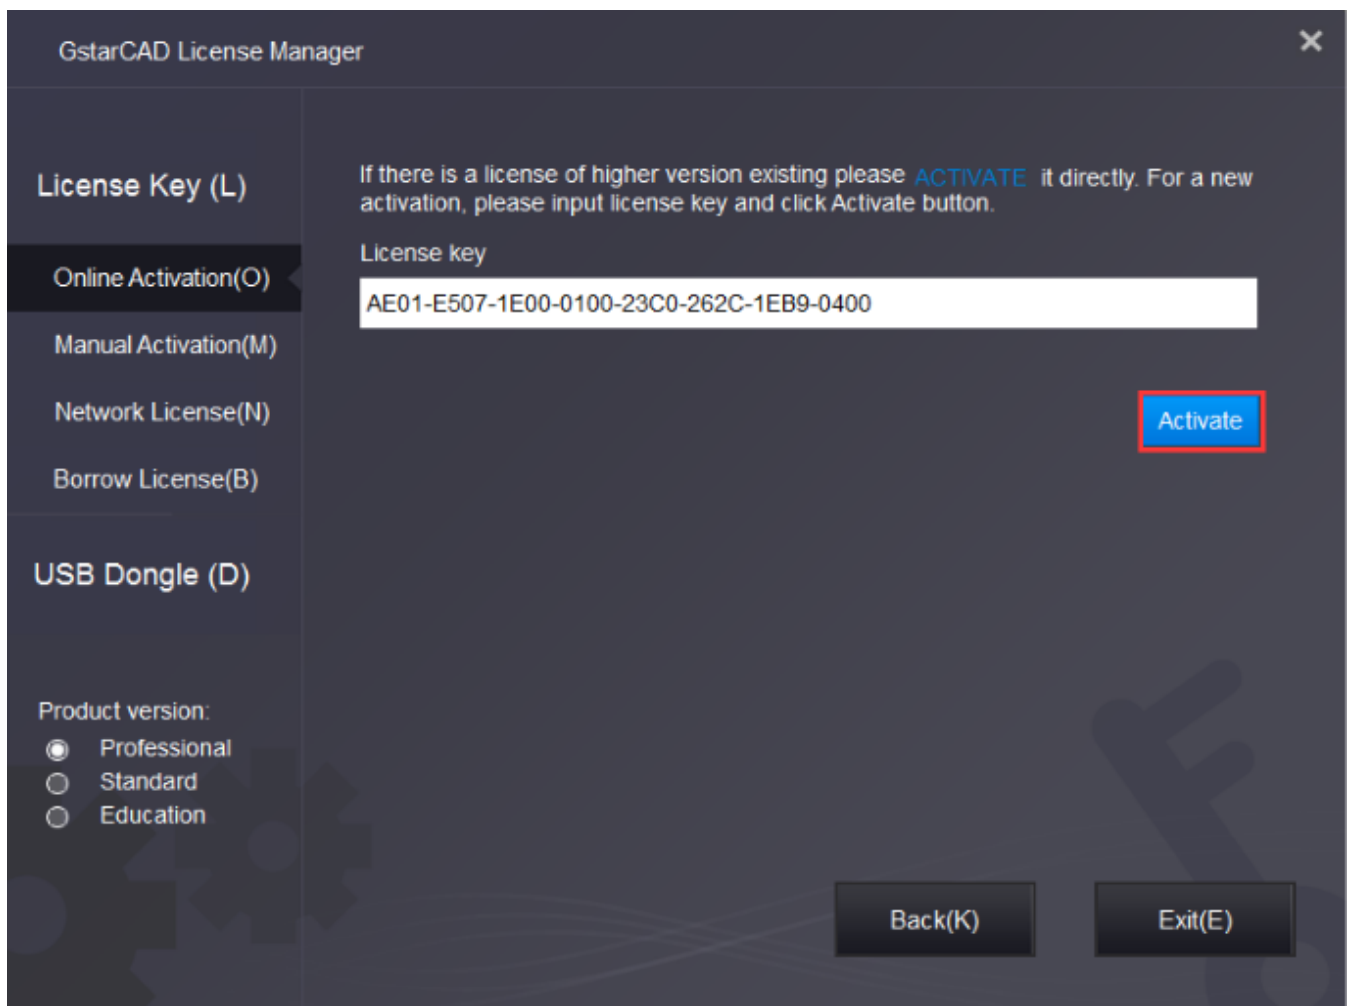 GstarCAD License Manager
×
License Key (L)
Online Activation(O)
Manual Activation(M)
Network License(N)
Borrow License(B)
USB Dongle (D)
Product version:
Professional
Standard
Education
If there is a license of higher version existing please ACTIVATE it directly. For a new
activation, please input license key and click Activate button.
License key
AE01-E507-1E00-0100-23C0-262C-1EB9-0400
Activate
Back(K)
Exit(E)